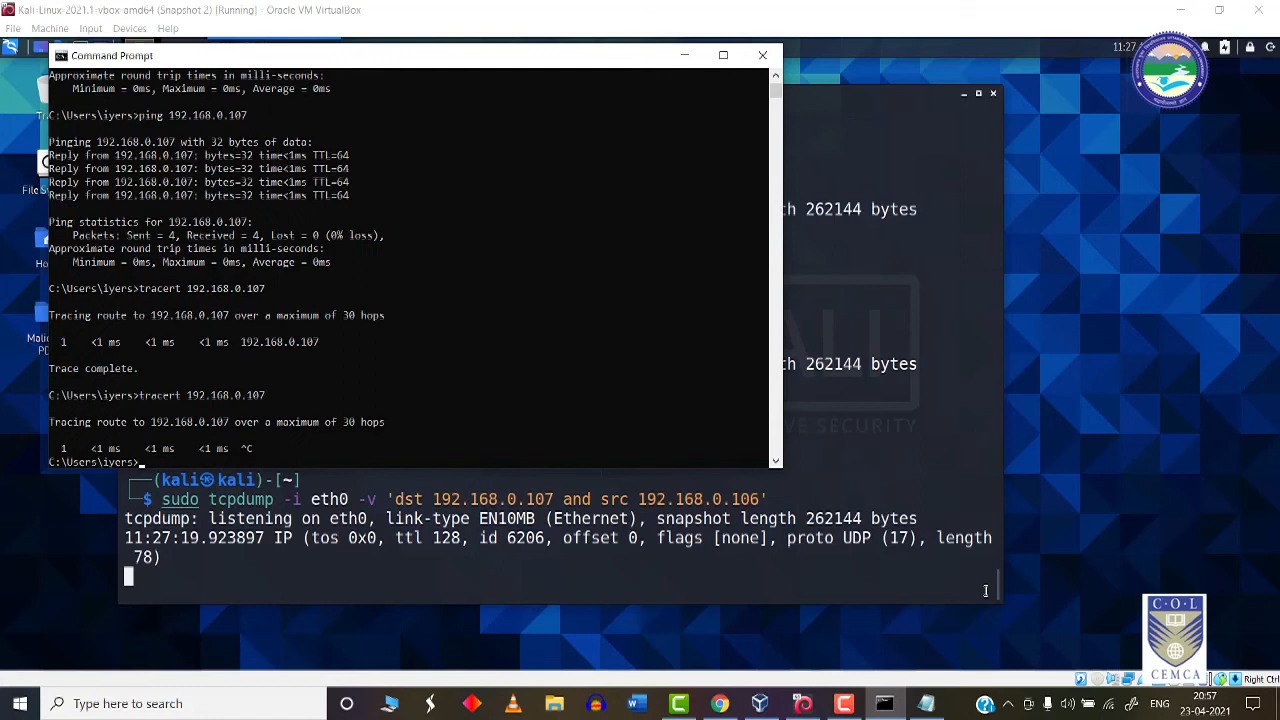 Kali-Linux-2021.1-vbox-amd64 (Snapshot 2) [Running] - Oracle VM VirtualBox
File Machine Input Devices Help
11:27
Command Prompt
Approximate round trip times in milli-seconds:
Minimum = 0ms, Maximum = 0ms, Average = 0ms
C:\Users\iyers>ping 192.168.0.107
Pinging 192.168.0.107 with 32 bytes of data:
Reply from 192.168.0.107: bytes=32 time<1ms TTL=64
Reply from 192.168.0.107: bytes=32 time<1ms TTL=64
Reply from 192.168.0.107: bytes=32 time<1ms TTL=64
Reply from 192.168.0.107: bytes=32 time<1ms TTL=64
Ping statistics for 192.168.0.107:
Packets: Sent = 4, Received = 4, Lost = 0 (0% loss),
Approximate round trip times in milli-seconds:
Minimum = 0ms, Maximum = 0ms, Average = 0ms
C:\Users\iyers>tracert 192.168.0.107
Tracing route to 192.168.0.107 over a maximum of 30 hops
1 <1 ms <1 ms <1 ms 192.168.0.107
Trace complete.
C:\Users\iyers>tracert 192.168.0.107
Tracing route to 192.168.0.107 over a maximum of 30 hops
1 <1 ms <1 ms <1 ms ^C
C:\Users\iyers>
File Sy
Malic
PD
th 262144 bytes
th 262144 bytes
ALI
VE SECURITY
(kali㉿kali)-[~]
$ sudo tcpdump -i eth0 -v 'dst 192.168.0.107 and src 192.168.0.106'
tcpdump: listening on eth0, link-type EN10MB (Ethernet), snapshot length 262144 bytes
11:27:19.923897 IP (tos 0x0, ttl 128, id 6206, offset 0, flags [none], proto UDP (17), length
78)
C·O·L
CEMCA
Right Ctrl
Type here to search
20:57
23-04-2021